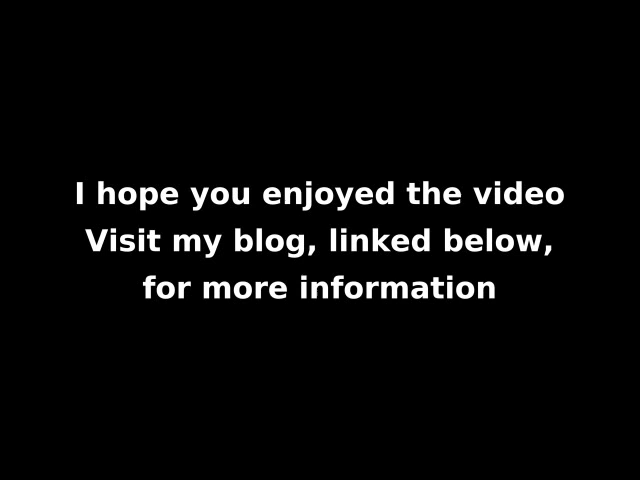 I hope you enjoyed the video
Visit my blog, linked below,
for more information